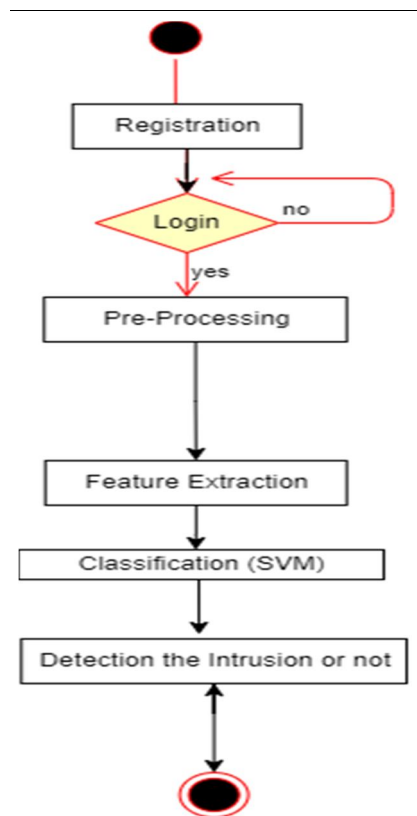 Registration
Login
no
yes
Pre-Processing
Feature Extraction
Classification (SVM)
Detection the Intrusion or not